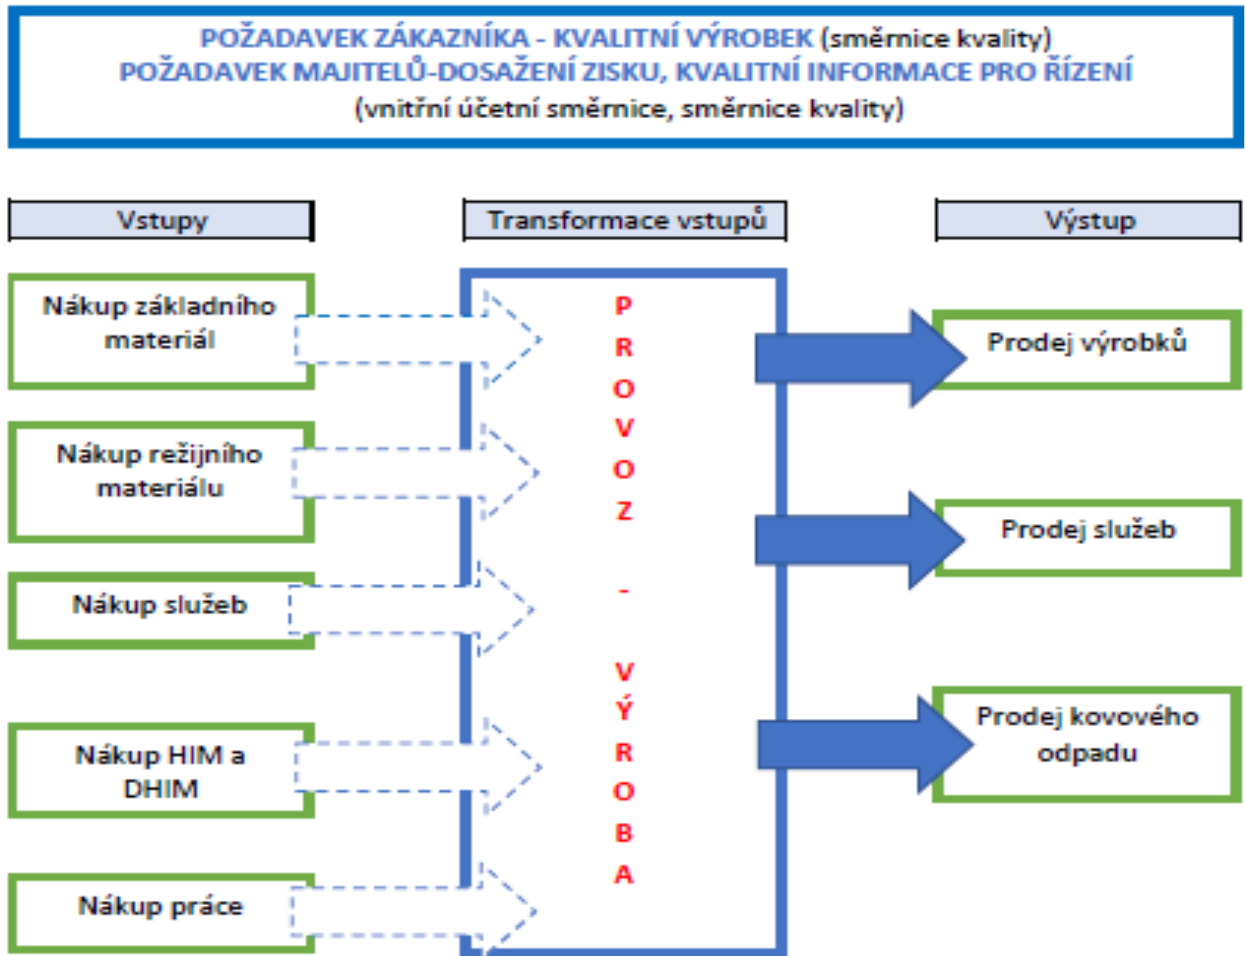 POŽADAVEK ZÁKAZNÍKA - KVALITNÍ VÝROBEK (směrnice kvality)
POŽADAVEK MAJITELŮ-DOSAŽENÍ ZISKU, KVALITNÍ INFORMACE PRO ŘÍZENÍ
(vnitřní účetní směrnice, směrnice kvality)
Vstupy
Transformace vstupů
Výstup
Nákup základního
materiál
Nákup režijního
materiálu
Nákup služeb
Nákup HIM a
DHIM
Nákup práce
P
R
O
V
O
Z
-
V
Ý
R
O
B
A
Prodej výrobků
Prodej služeb
Prodej kovového
odpadu